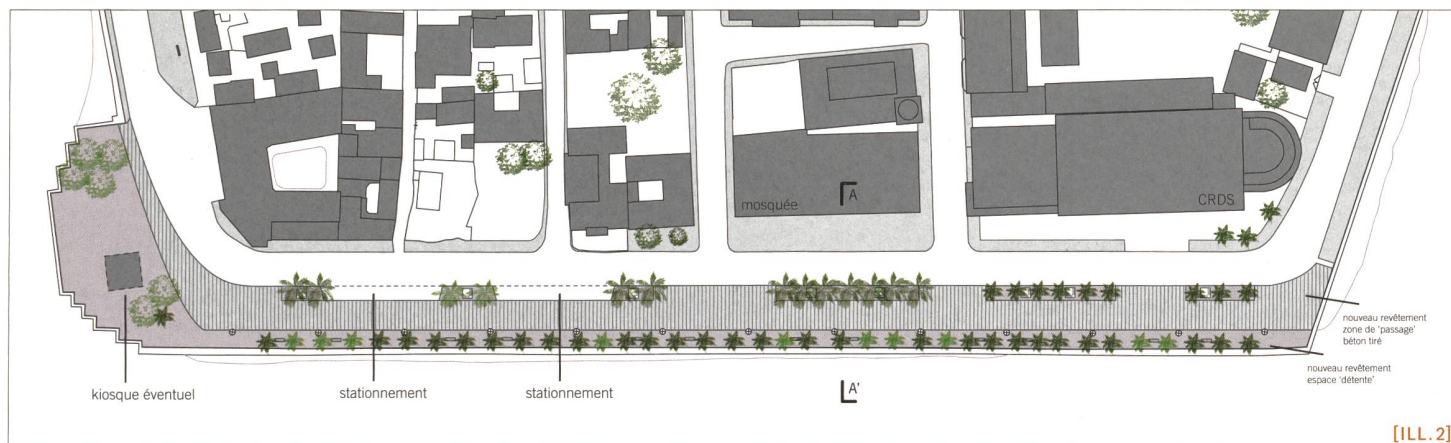 mosquée
A
CRDS
nouveau revêtement
zone de 'passage'
béton tiré
nouveau revêtement
espace 'détente'
kiosque éventuel
stationnement
stationnement
A'
[ILL.2]